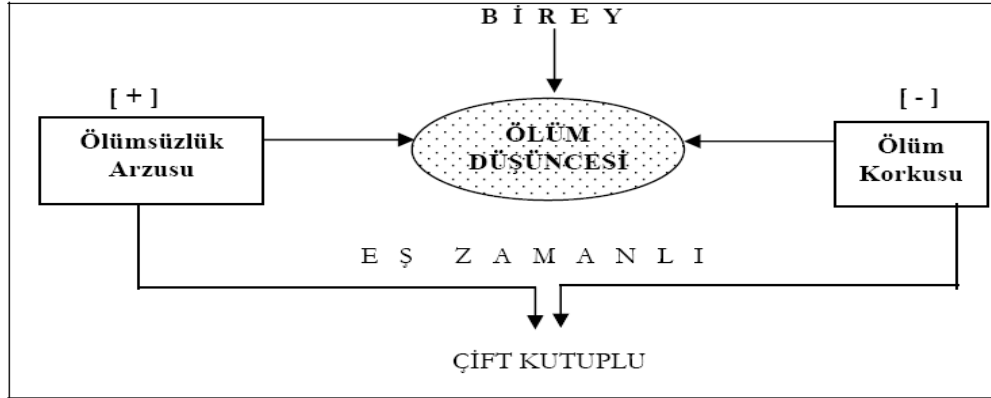 B İ R E Y
[ + ]
[ - ]
Ölümsüzlük
Arzusu
ÖLÜM
DÜŞÜNCESİ
Ölüm
Korkusu
E Ş Z A M A N L I
ÇİFT KUTUPLU